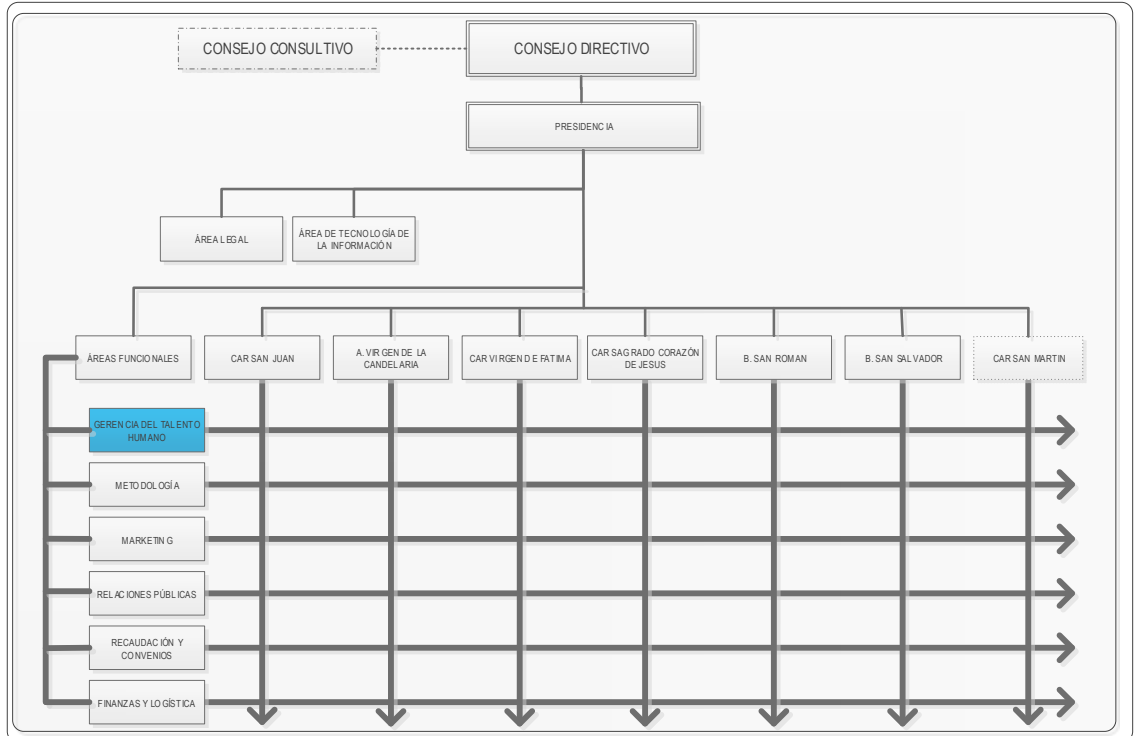 CONSEJO CONSULTIVO
CONSEJO DIRECTIVO
PRESIDENCIA
ÁREA LEGAL
ÁREA DE TECNOLOGÍA DE
LA INFORMACIÓN
ÁREAS FUNCIONALES
CAR SAN JUAN
A. VIRGEN DE LA
CANDELARIA
CAR VIRGEN DE FATIMA
CAR SAGRADO CORAZÓN
DE JESUS
B. SAN ROMAN
B. SAN SALVADOR
CAR SAN MARTIN
GERENCIA DEL TALENTO
HUMANO
METODOLOGÍA
MARKETING
RELACIONES PÚBLICAS
RECAUDACIÓN Y
CONVENIOS
FINANZAS Y LOGÍSTICA